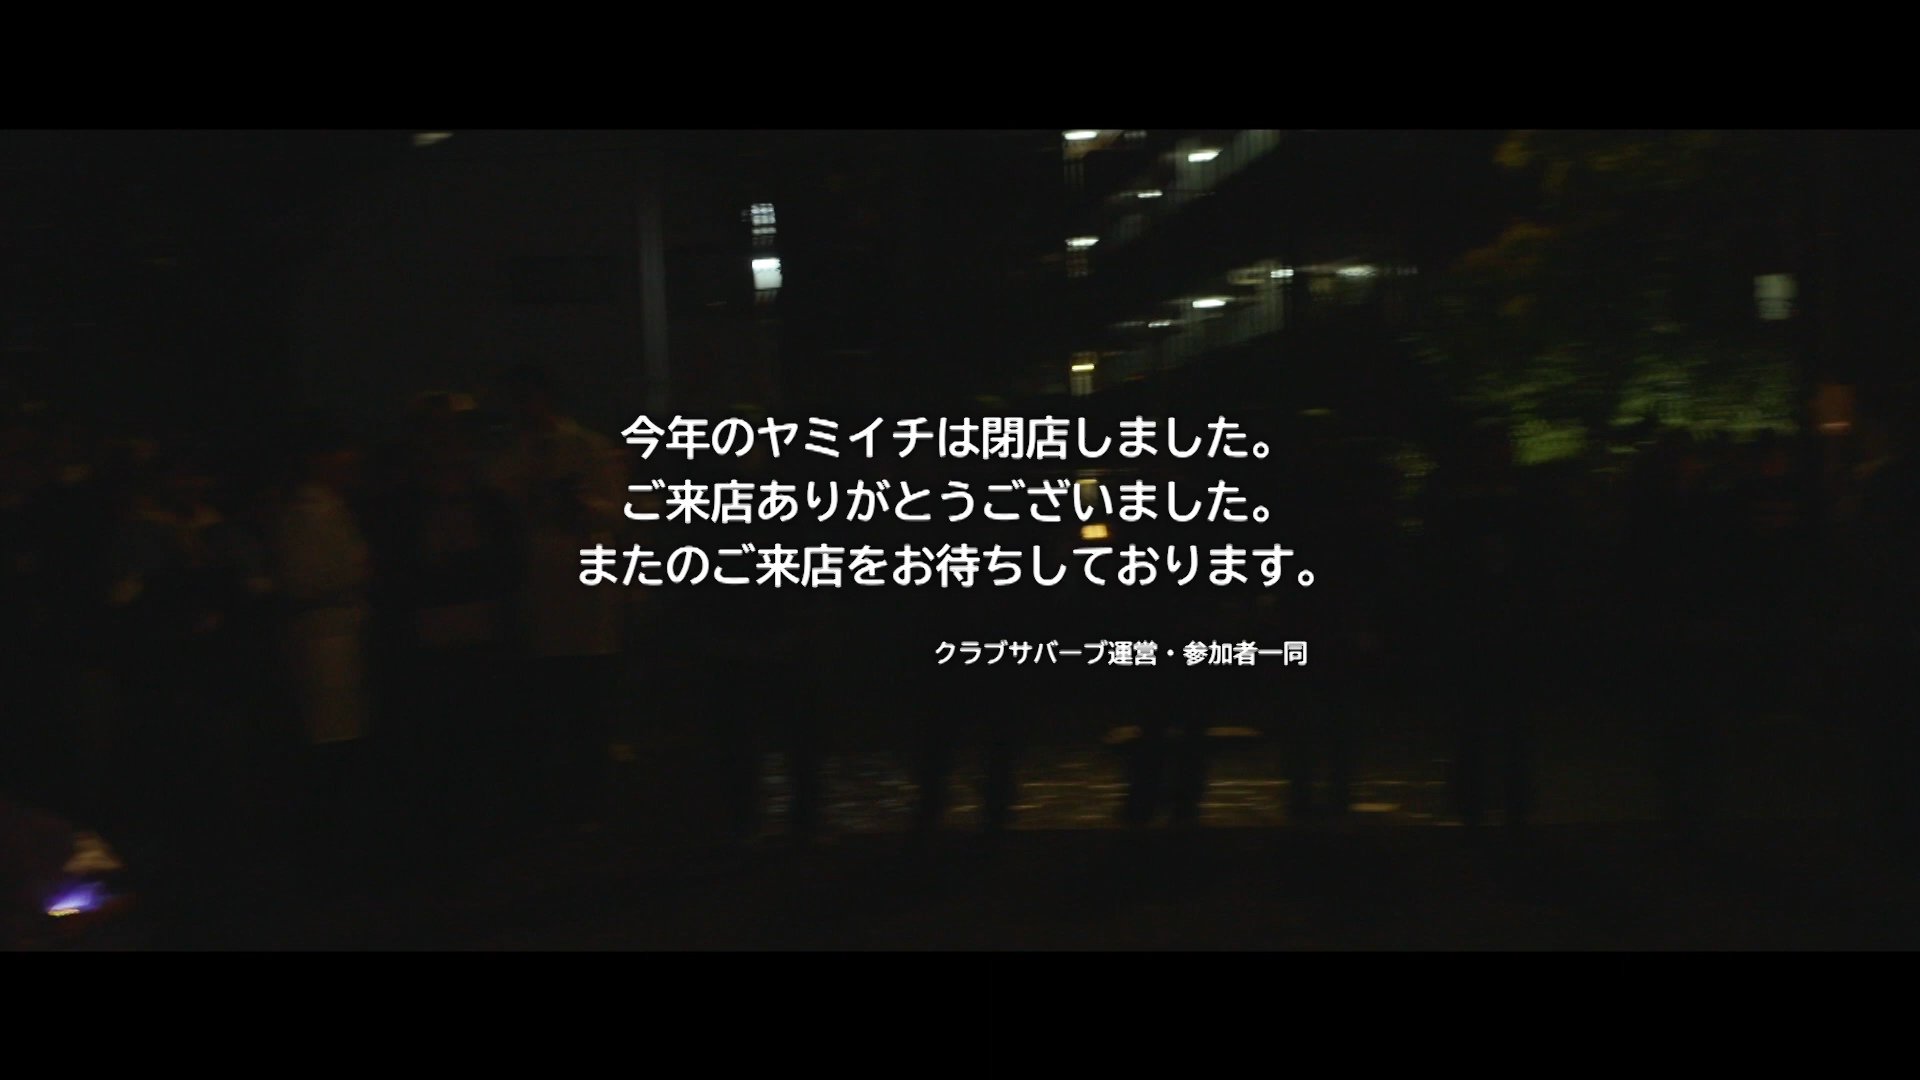 今年のヤミイチは閉店しました。
ご来店ありがとうございました。
またのご来店をお待ちしております。
クラブサバーブ運営・参加者一同